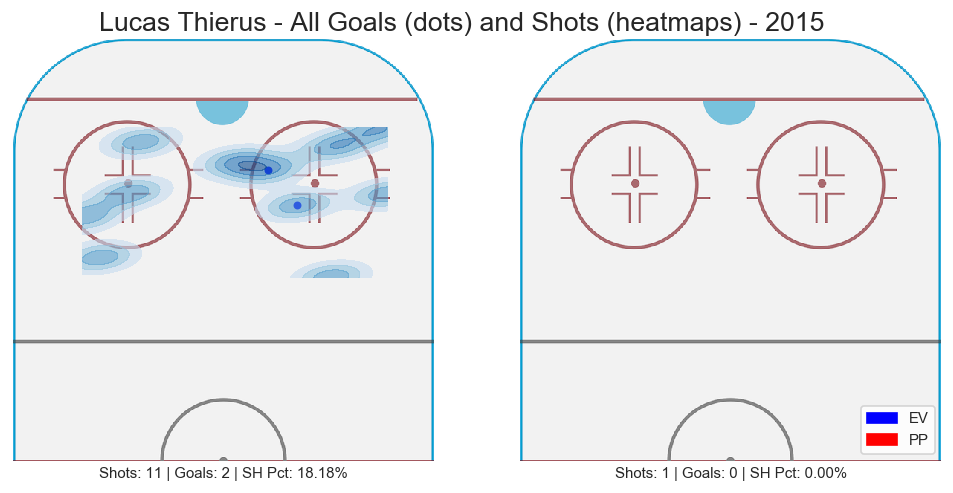 Lucas Thierus - All Goals (dots) and Shots (heatmaps) - 2015
EV
PP
Shots: 11 | Goals: 2 | SH Pct: 18.18%
Shots: 1 | Goals: 0 | SH Pct: 0.00%